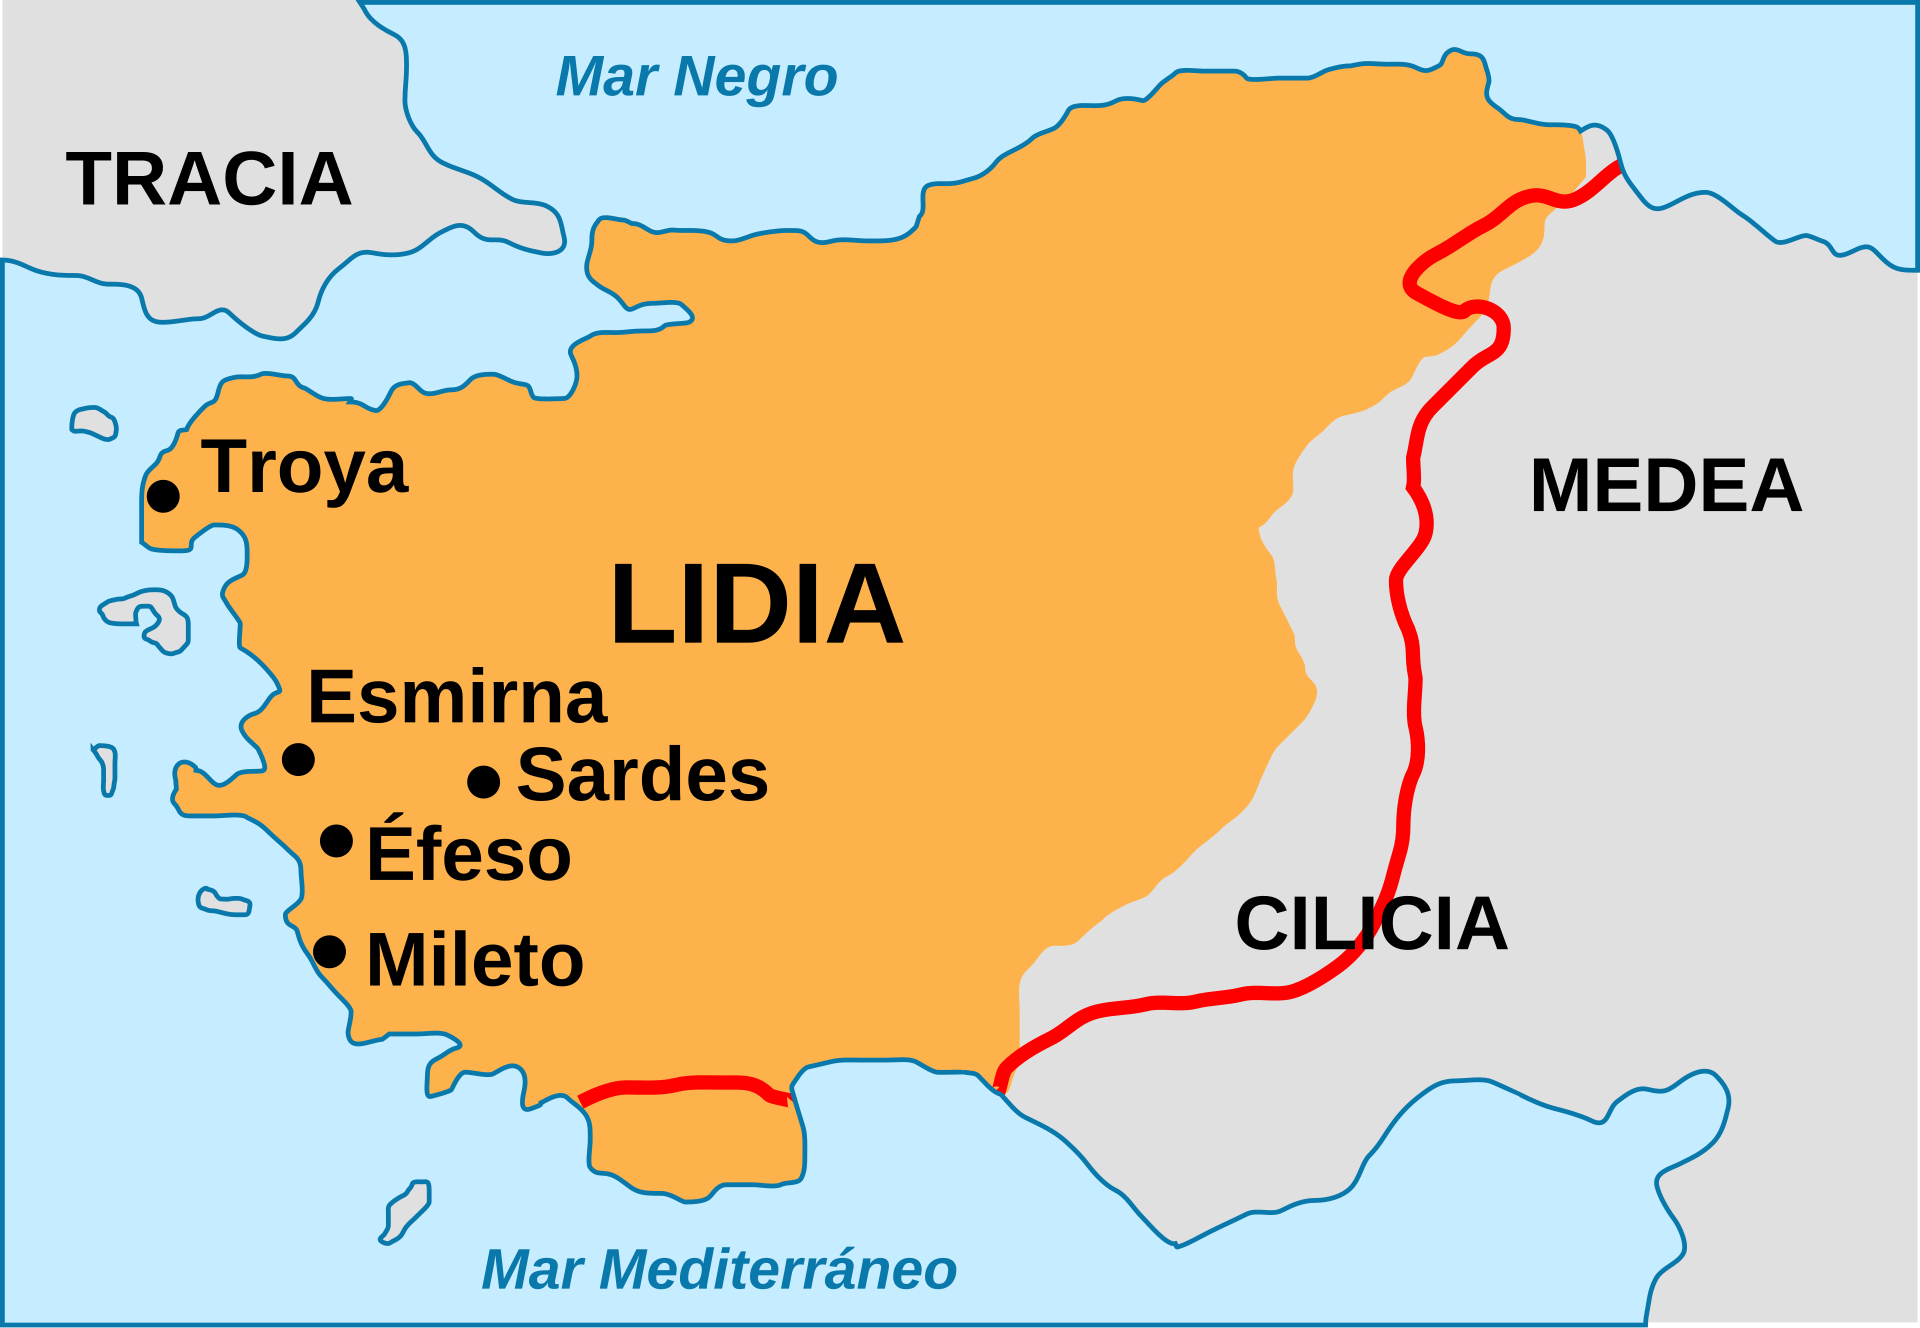 Mar Negro
TRACIA
Troya
MEDEA
LIDIA
Esmirna
Sardes
Éfeso
CILICIA
Mileto
Mar Mediterráneo